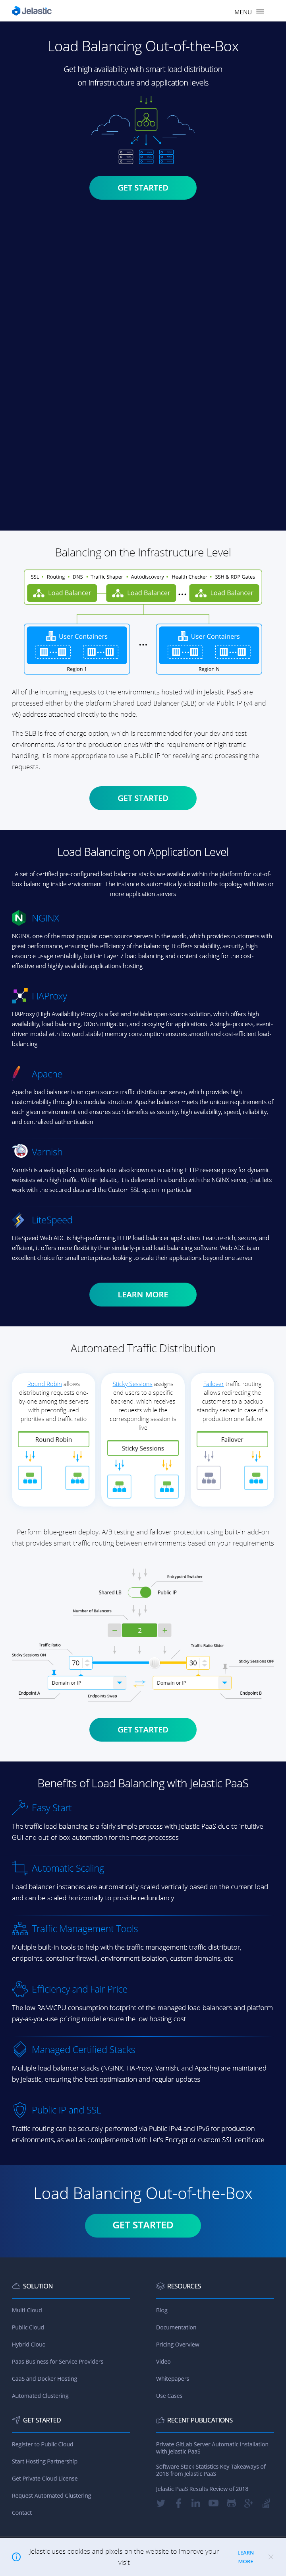 Jelastic
MENU
Load Balancing Out-of-the-Box
Get high availability with smart load distribution
on Infrastructure and application levels
GET STARTED
Balancing on the Infrastructure Level
SSL • Routing • DNS • Traffic Shaper • Autodiscovery • Health Checker • SSH & RDP Gates
Load Balancer
Load Balancer
•••
Load Balancer
User Containers
User Containers
•••
Region 1
Region N
All of the incoming requests to the environments hosted within Jelastic PaaS are
processed either by the platform Shared Load Balancer (SLB) or via Public IP (v4 and
v6) address attached directly to the node.
The SLB is free of charge option, which is recommended for your dev and test
environments. As for the production ones with the requirement of high traffic
handling, it is more appropriate to use a Public IP for receiving and processing the
requests.
GET STARTED
Load Balancing on Application Level
A set of certified pre-configured load balancer stacks are available within the platform for out-of-
box balancing inside environment. The instance is automatically added to the topology with two or
more application servers
NGINX
NGINX, one of the most popular open source servers in the world, which provides customers with
great performance, ensuring the efficiency of balancing. It offers scalability, security, high
resource usage rentability, built-in Layer 7 load balancing and content caching for the cost-
effective and highly available applications hosting
HAProxy
HAProxy (High Availability Proxy) is a fast and reliable open-source solution, which offers high
availability, load balancing, DDoS mitigation, and proxying for applications. A single-process, event-
driven model with low (and stable) memory consumption ensures smooth and cost-efficient load-
balancing
Apache
Apache load balancer is an open source traffic distribution server, which provides high
customizability through its modular structure. Apache balancer meets the unique requirements of
each given environment and ensures such benefits as security, high availability, speed, reliability,
and centralized authentication
Varnish
Varnish is a web application accelerator also known as a caching HTTP reverse proxy for dynamic
websites with high traffic. Within Jelastic, it is delivered in a bundle with the NGINX server, that lets
work with the secured data and the Custom SSL option in particular
LiteSpeed
LiteSpeed Web ADC is high-performing HTTP load balancer application. Feature-rich, secure, and
efficient, it offers more flexibility than similarly-priced load balancing software. Web ADC is an
excellent choice for small enterprises looking to scale their applications beyond one server
LEARN MORE
Automated Traffic Distribution
Round Robin allows
distributing requests one-
by-one among the servers
with preconfigured
priorities and traffic ratio
Round Robin
Sticky Sessions assigns
end users to a specific
backend, which receives
requests while the
corresponding session is
live
Sticky Sessions
Failover traffic routing
allows redirecting the
customers to a backup
standby server in case of a
production one failure
Failover
Perform blue-green deploy, A/B testing and failover protection using built-in add-on
that provides smart traffic routing between environments based on your requirements
Entrypoint Switcher
Shared LB
Public IP
Number of Balancers
− 2 +
Traffic Ratio
Traffic Ratio Slider
Sticky Sessions ON
70
30
Sticky Sessions OFF
Domain or IP
Domain or IP
Endpoint A
Endpoints Swap
Endpoint B
GET STARTED
Benefits of Load Balancing with Jelastic PaaS
Easy Start
The traffic load balancing is a fairly simple process with Jelastic PaaS due to intuitive
GUI and out-of-box automation for the most processes
Automatic Scaling
Load balancer instances are automatically scaled vertically based on the current load
and can be scaled horizontally to provide redundancy
Traffic Management Tools
Multiple built-in tools to help with the traffic management: traffic distributor,
endpoints, container firewall, environment isolation, custom domains, etc
Efficiency and Fair Price
The low RAM/CPU consumption footprint of the managed load balancers and platform
pay-as-you-use pricing model ensure the low hosting cost
Managed Certified Stacks
Multiple load balancer stacks (NGINX, HAProxy, Varnish, and Apache) are maintained
by Jelastic, ensuring the best optimization and regular updates
Public IP and SSL
Traffic routing can be securely performed via Public IPv4 and IPv6 for production
environments, as well as complemented with Let's Encrypt or custom SSL certificate
Load Balancing Out-of-the-Box
GET STARTED
SOLUTION
Multi-Cloud
Public Cloud
Hybrid Cloud
Paas Business for Service Providers
CaaS and Docker Hosting
Automated Clustering
RESOURCES
Blog
Documentation
Pricing Overview
Video
Whitepapers
Use Cases
GET STARTED
Register to Public Cloud
Start Hosting Partnership
Get Private Cloud License
Request Automated Clustering
Contact
RECENT PUBLICATIONS
Private GitLab Server Automatic Installation
with Jelastic PaaS
Software Stack Statistics: Key Takeaways of
2018 from Jelastic PaaS
Jelastic PaaS Results Review of 2018
Jelastic uses cookies and pixels on the website to improve your
visit
LEARN
MORE